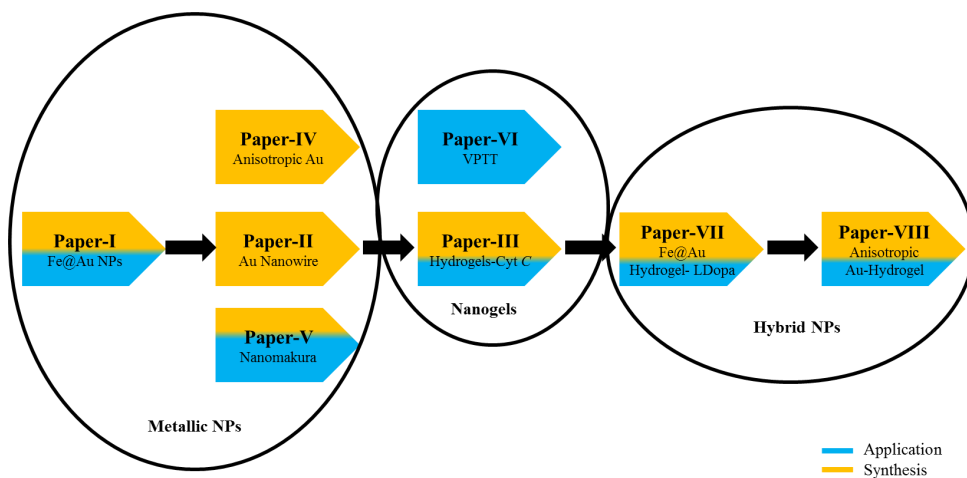 Paper-IV
Anisotropic Au
Paper-VI
VPTT
Paper-I
Fe@Au NPs
Paper-II
Au Nanowire
Paper-III
Hydrogels-Cyt C
Paper-VII
Fe@Au
Hydrogel- LDopa
Paper-VIII
Anisotropic
Au-Hydrogel
Paper-V
Nanomakura
Nanogels
Hybrid NPs
Metallic NPs
Application
Synthesis